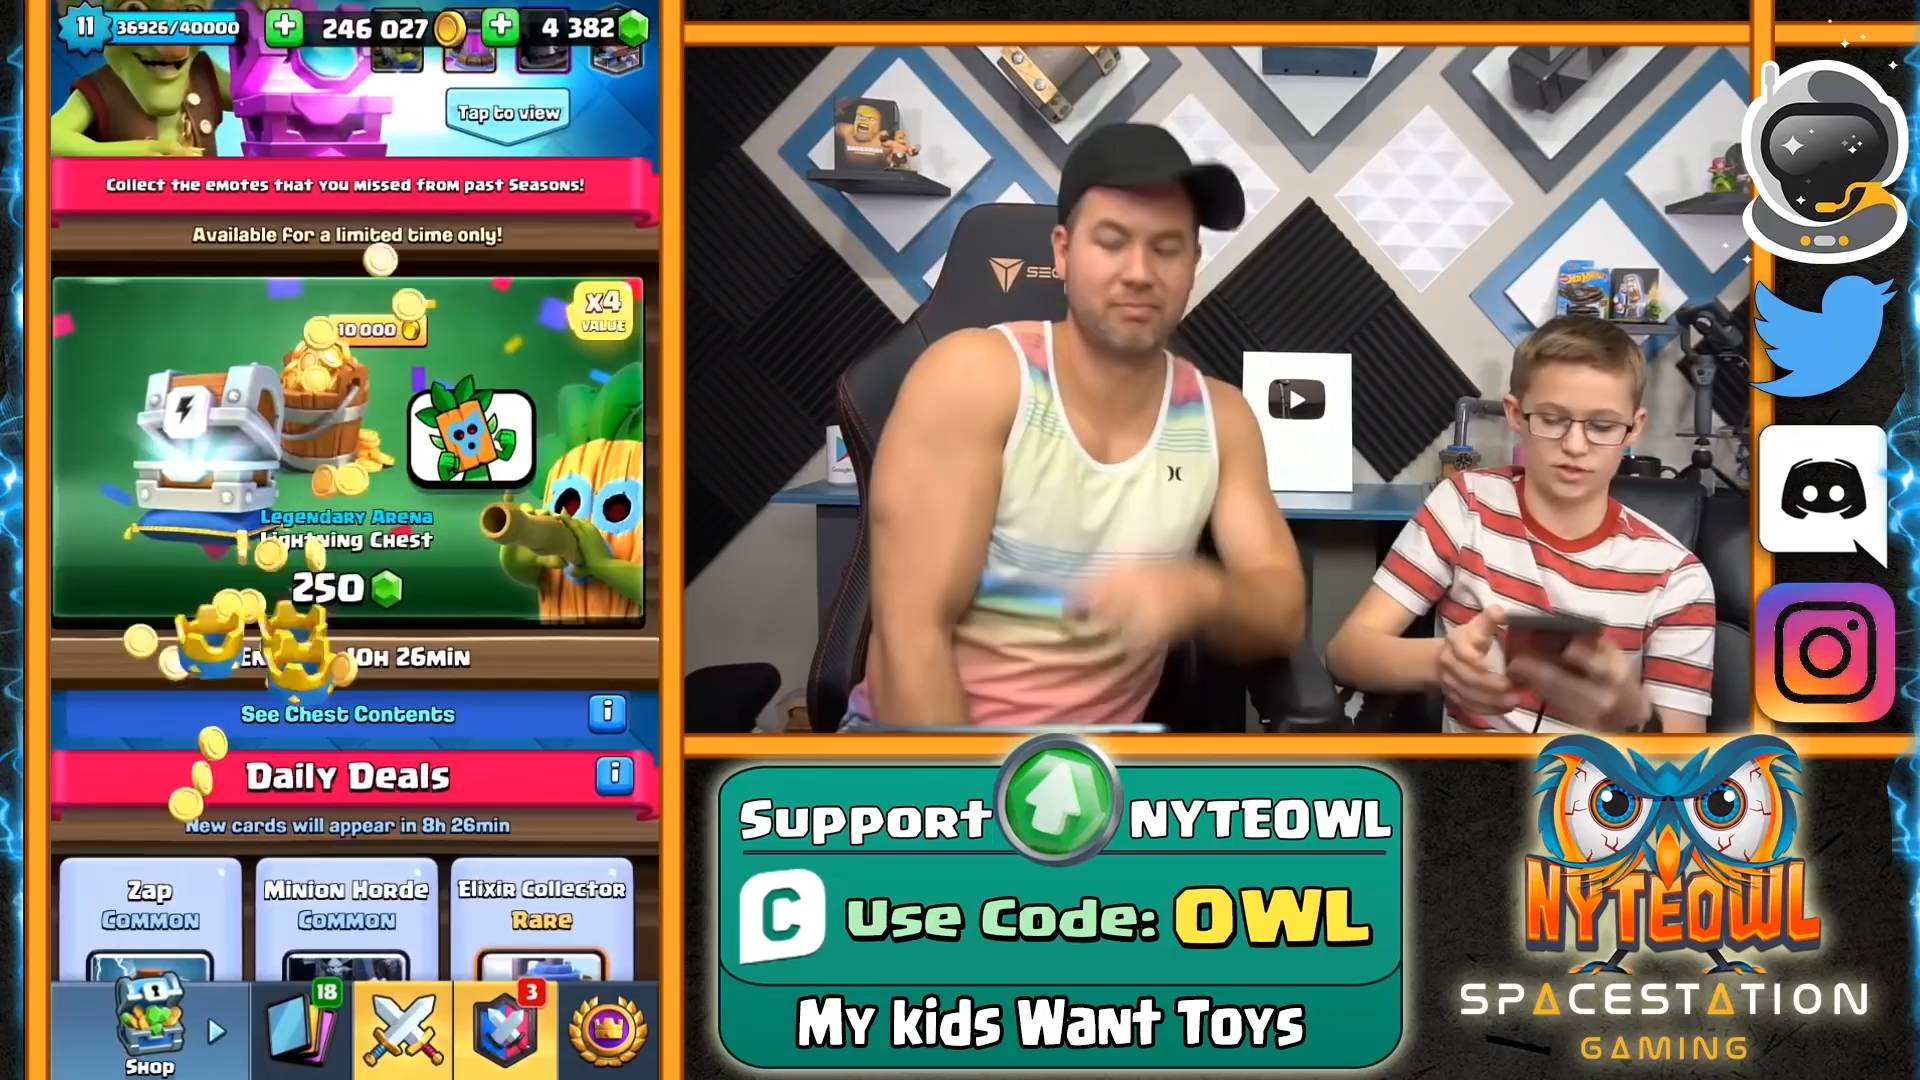 11
36926/40000
246 027
4 382
Tap to view
Collect the emotes that you missed from past Seasons!
Available for a limited time only!
x4
VALUE
10 000
Legendary Arena
Lightning Chest
250
10h 26min
See Chest Contents
i
Daily Deals
i
New cards will appear in 8h 26min
Zap
Common
Minion Horde
Common
Elixir Collector
Rare
18
3
Shop
Support NYTEOWL
C Use Code: OWL
My kids Want Toys
NYTEOWL
SPACESTATION
GAMING